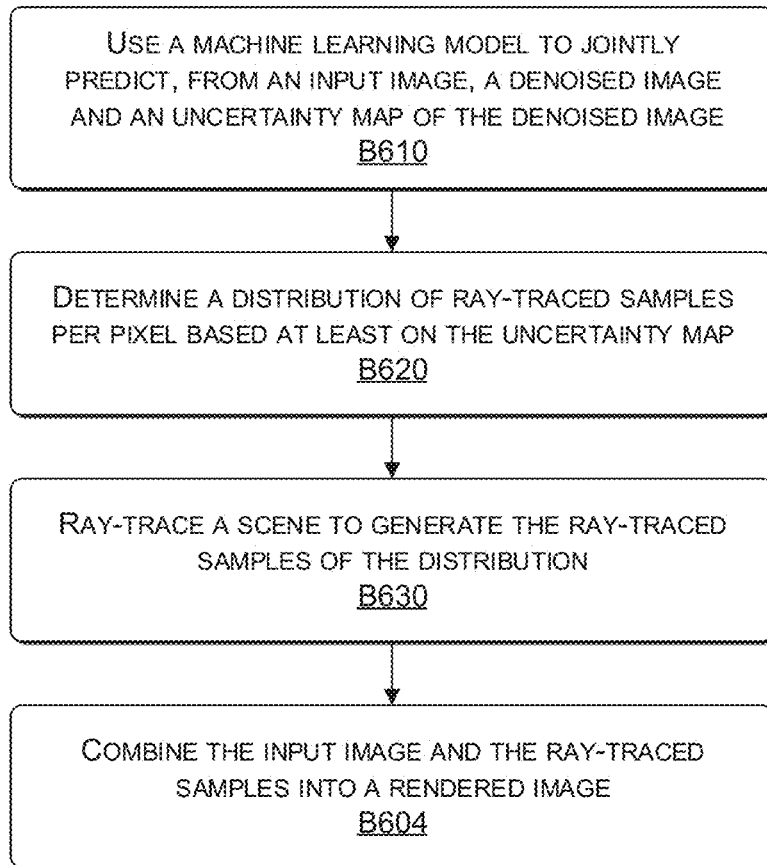 USE A MACHINE LEARNING MODEL TO JOINTLY
PREDICT, FROM AN INPUT IMAGE, A DENOISED IMAGE
AND AN UNCERTAINTY MAP OF THE DENOISED IMAGE
B610
DETERMINE A DISTRIBUTION OF RAY-TRACED SAMPLES
PER PIXEL BASED AT LEAST ON THE UNCERTAINTY MAP
B620
RAY-TRACE A SCENE TO GENERATE THE RAY-TRACED
SAMPLES OF THE DISTRIBUTION
B630
COMBINE THE INPUT IMAGE AND THE RAY-TRACED
SAMPLES INTO A RENDERED IMAGE
B604